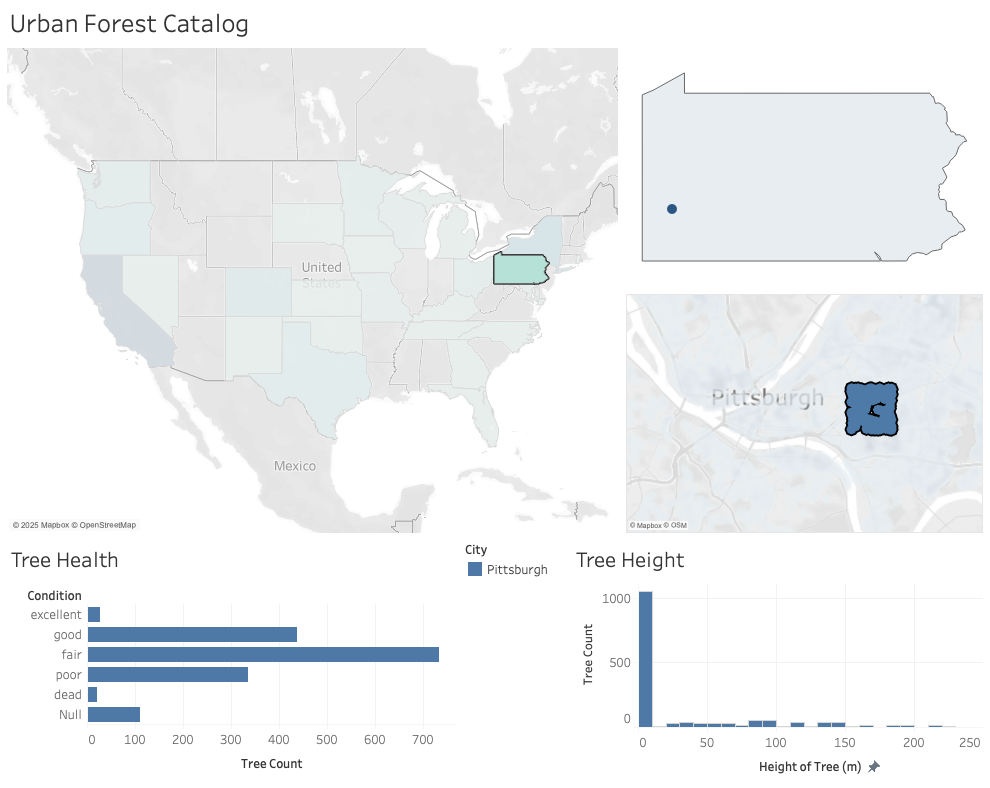 Urban Forest Catalog
United
States
Mexico
© 2025 Mapbox © OpenStreetMap
Pittsburgh
© Mapbox © OSM
Tree Health
Condition
excellent
good
fair
poor
dead
Null
0 100 200 300 400 500 600 700
Tree Count
City
Pittsburgh
Tree Height
Tree Count
1000
500
0
0 50 100 150 200 250
Height of Tree (m)